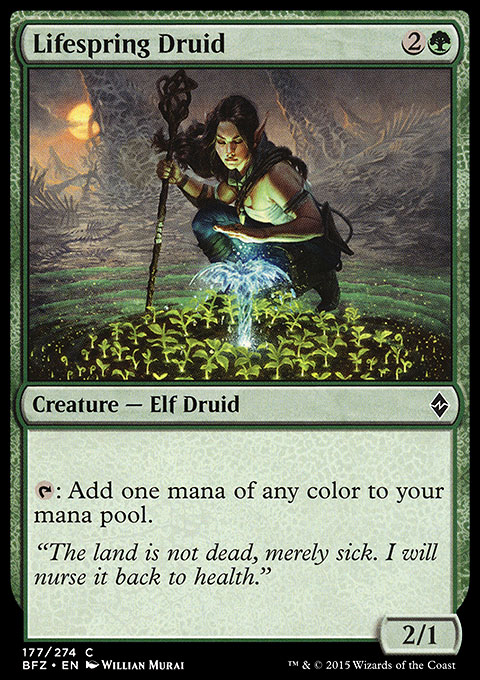 Lifespring Druid 2
Creature — Elf Druid
: Add one mana of any color to your
mana pool.
“The land is not dead, merely sick. I will
nurse it back to health.”
2/1
177/274 C
BFZ • EN Willian Murai
™ & © 2015 Wizards of the Coast